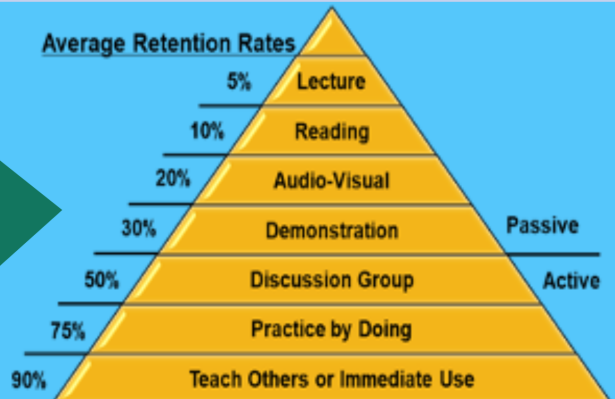 Average Retention Rates
5% Lecture
10% Reading
20% Audio-Visual
30% Demonstration
Passive
50% Discussion Group
Active
75% Practice by Doing
90% Teach Others or Immediate Use